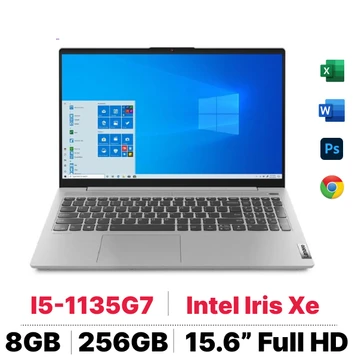 I5-1135G7 | Intel Iris Xe
8GB | 256GB | 15.6” Full HD